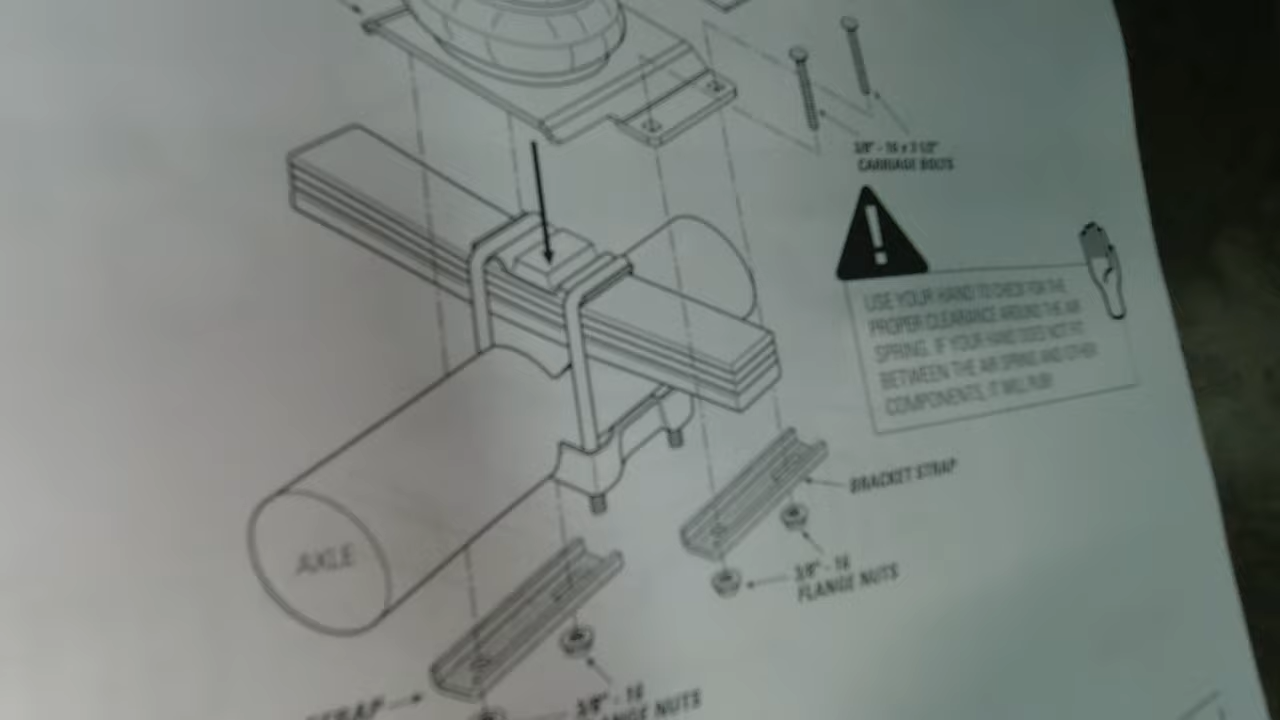 3/8" - 16 x 3 1/2"
CARRIAGE BOLTS
USE YOUR HAND TO CHECK FOR THE
PROPER CLEARANCE AROUND THE AIR
SPRING. IF YOUR HAND DOES NOT FIT
BETWEEN THE AIR SPRING AND OTHER
COMPONENTS, IT WILL RUB!
BRACKET STRAP
3/8" - 16
FLANGE NUTS
AXLE
STRAP
3/8" - 16
NUTS